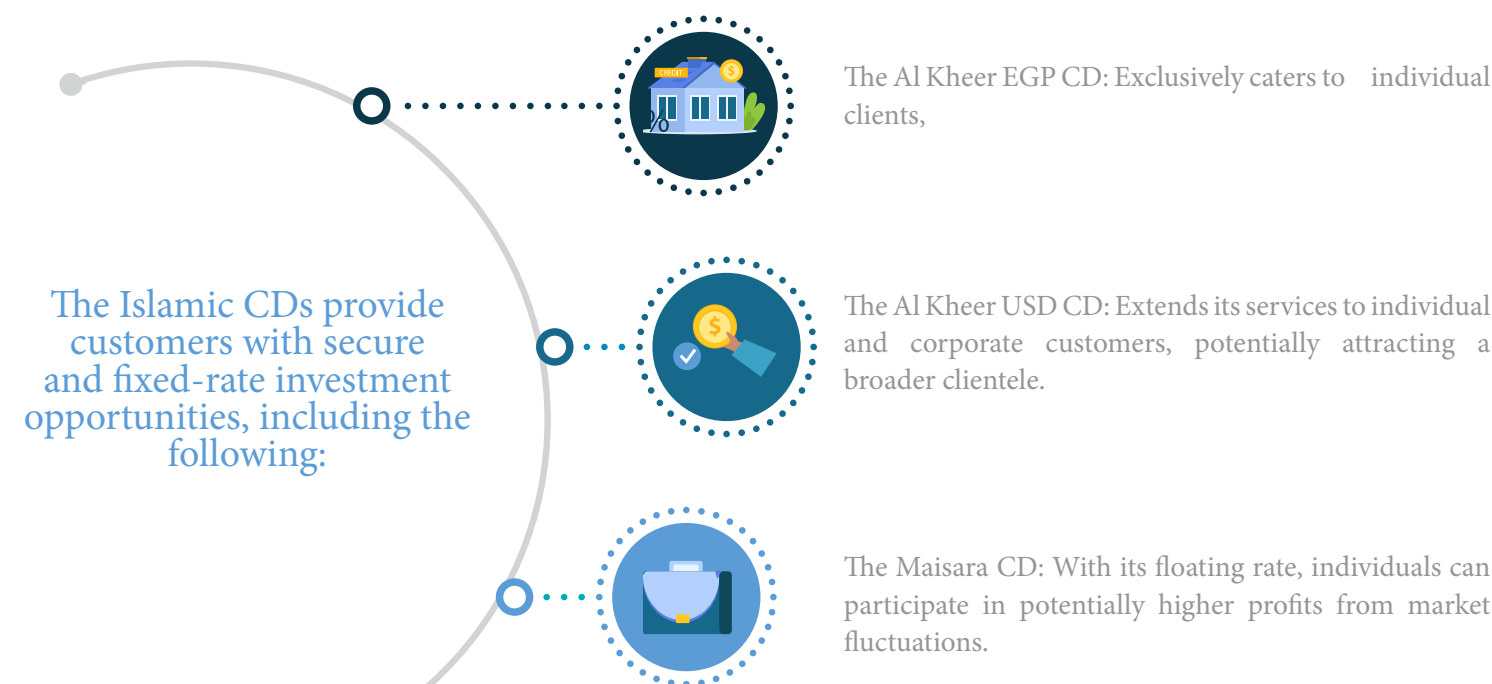 The Islamic CDs provide
customers with secure
and fixed-rate investment
opportunities, including the
following:
CREDIT
$
%
The Al Kheer EGP CD: Exclusively caters to individual
clients,
$
The Al Kheer USD CD: Extends its services to individual
and corporate customers, potentially attracting a
broader clientele.
The Maisara CD: With its floating rate, individuals can
participate in potentially higher profits from market
fluctuations.